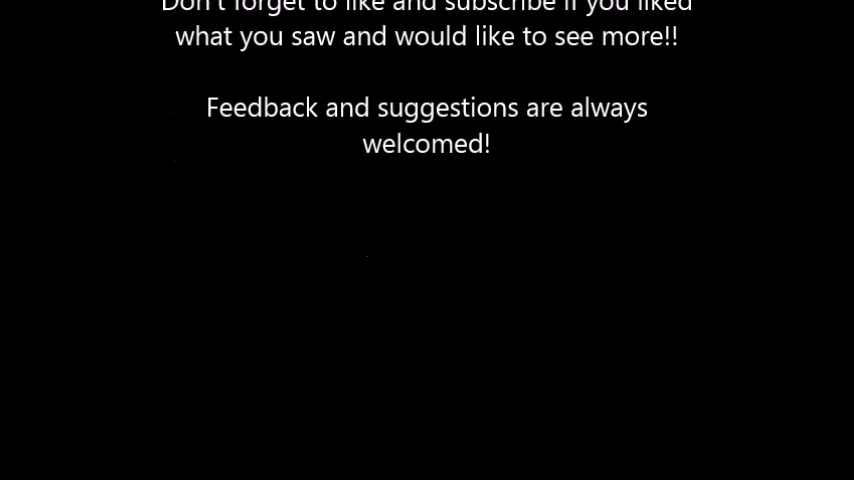 Don't forget to like and subscribe if you liked
what you saw and would like to see more!!
Feedback and suggestions are always
welcomed!